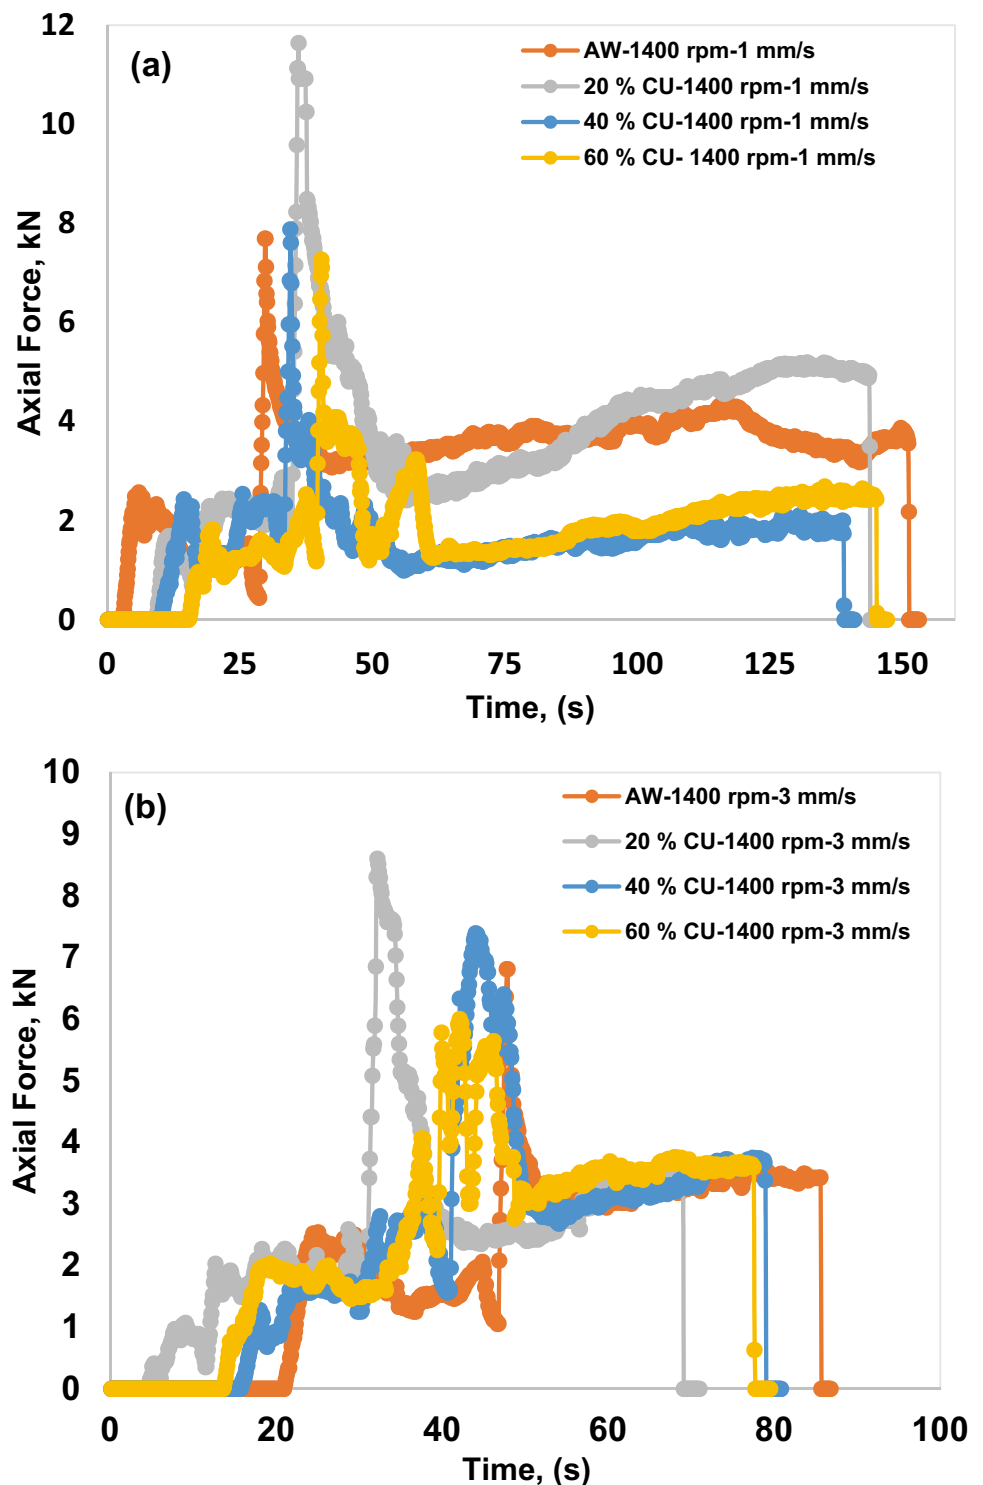 (a)
AW-1400 rpm-1 mm/s
20 % CU-1400 rpm-1 mm/s
40 % CU-1400 rpm-1 mm/s
60 % CU- 1400 rpm-1 mm/s
12
10
8
6
4
2
0
Axial Force, kN
0 25 50 75 100 125 150
Time, (s)
(b)
AW-1400 rpm-3 mm/s
20 % CU-1400 rpm-3 mm/s
40 % CU-1400 rpm-3 mm/s
60 % CU-1400 rpm-3 mm/s
10
9
8
7
6
5
4
3
2
1
0
Axial Force, kN
0 20 40 60 80 100
Time, (s)